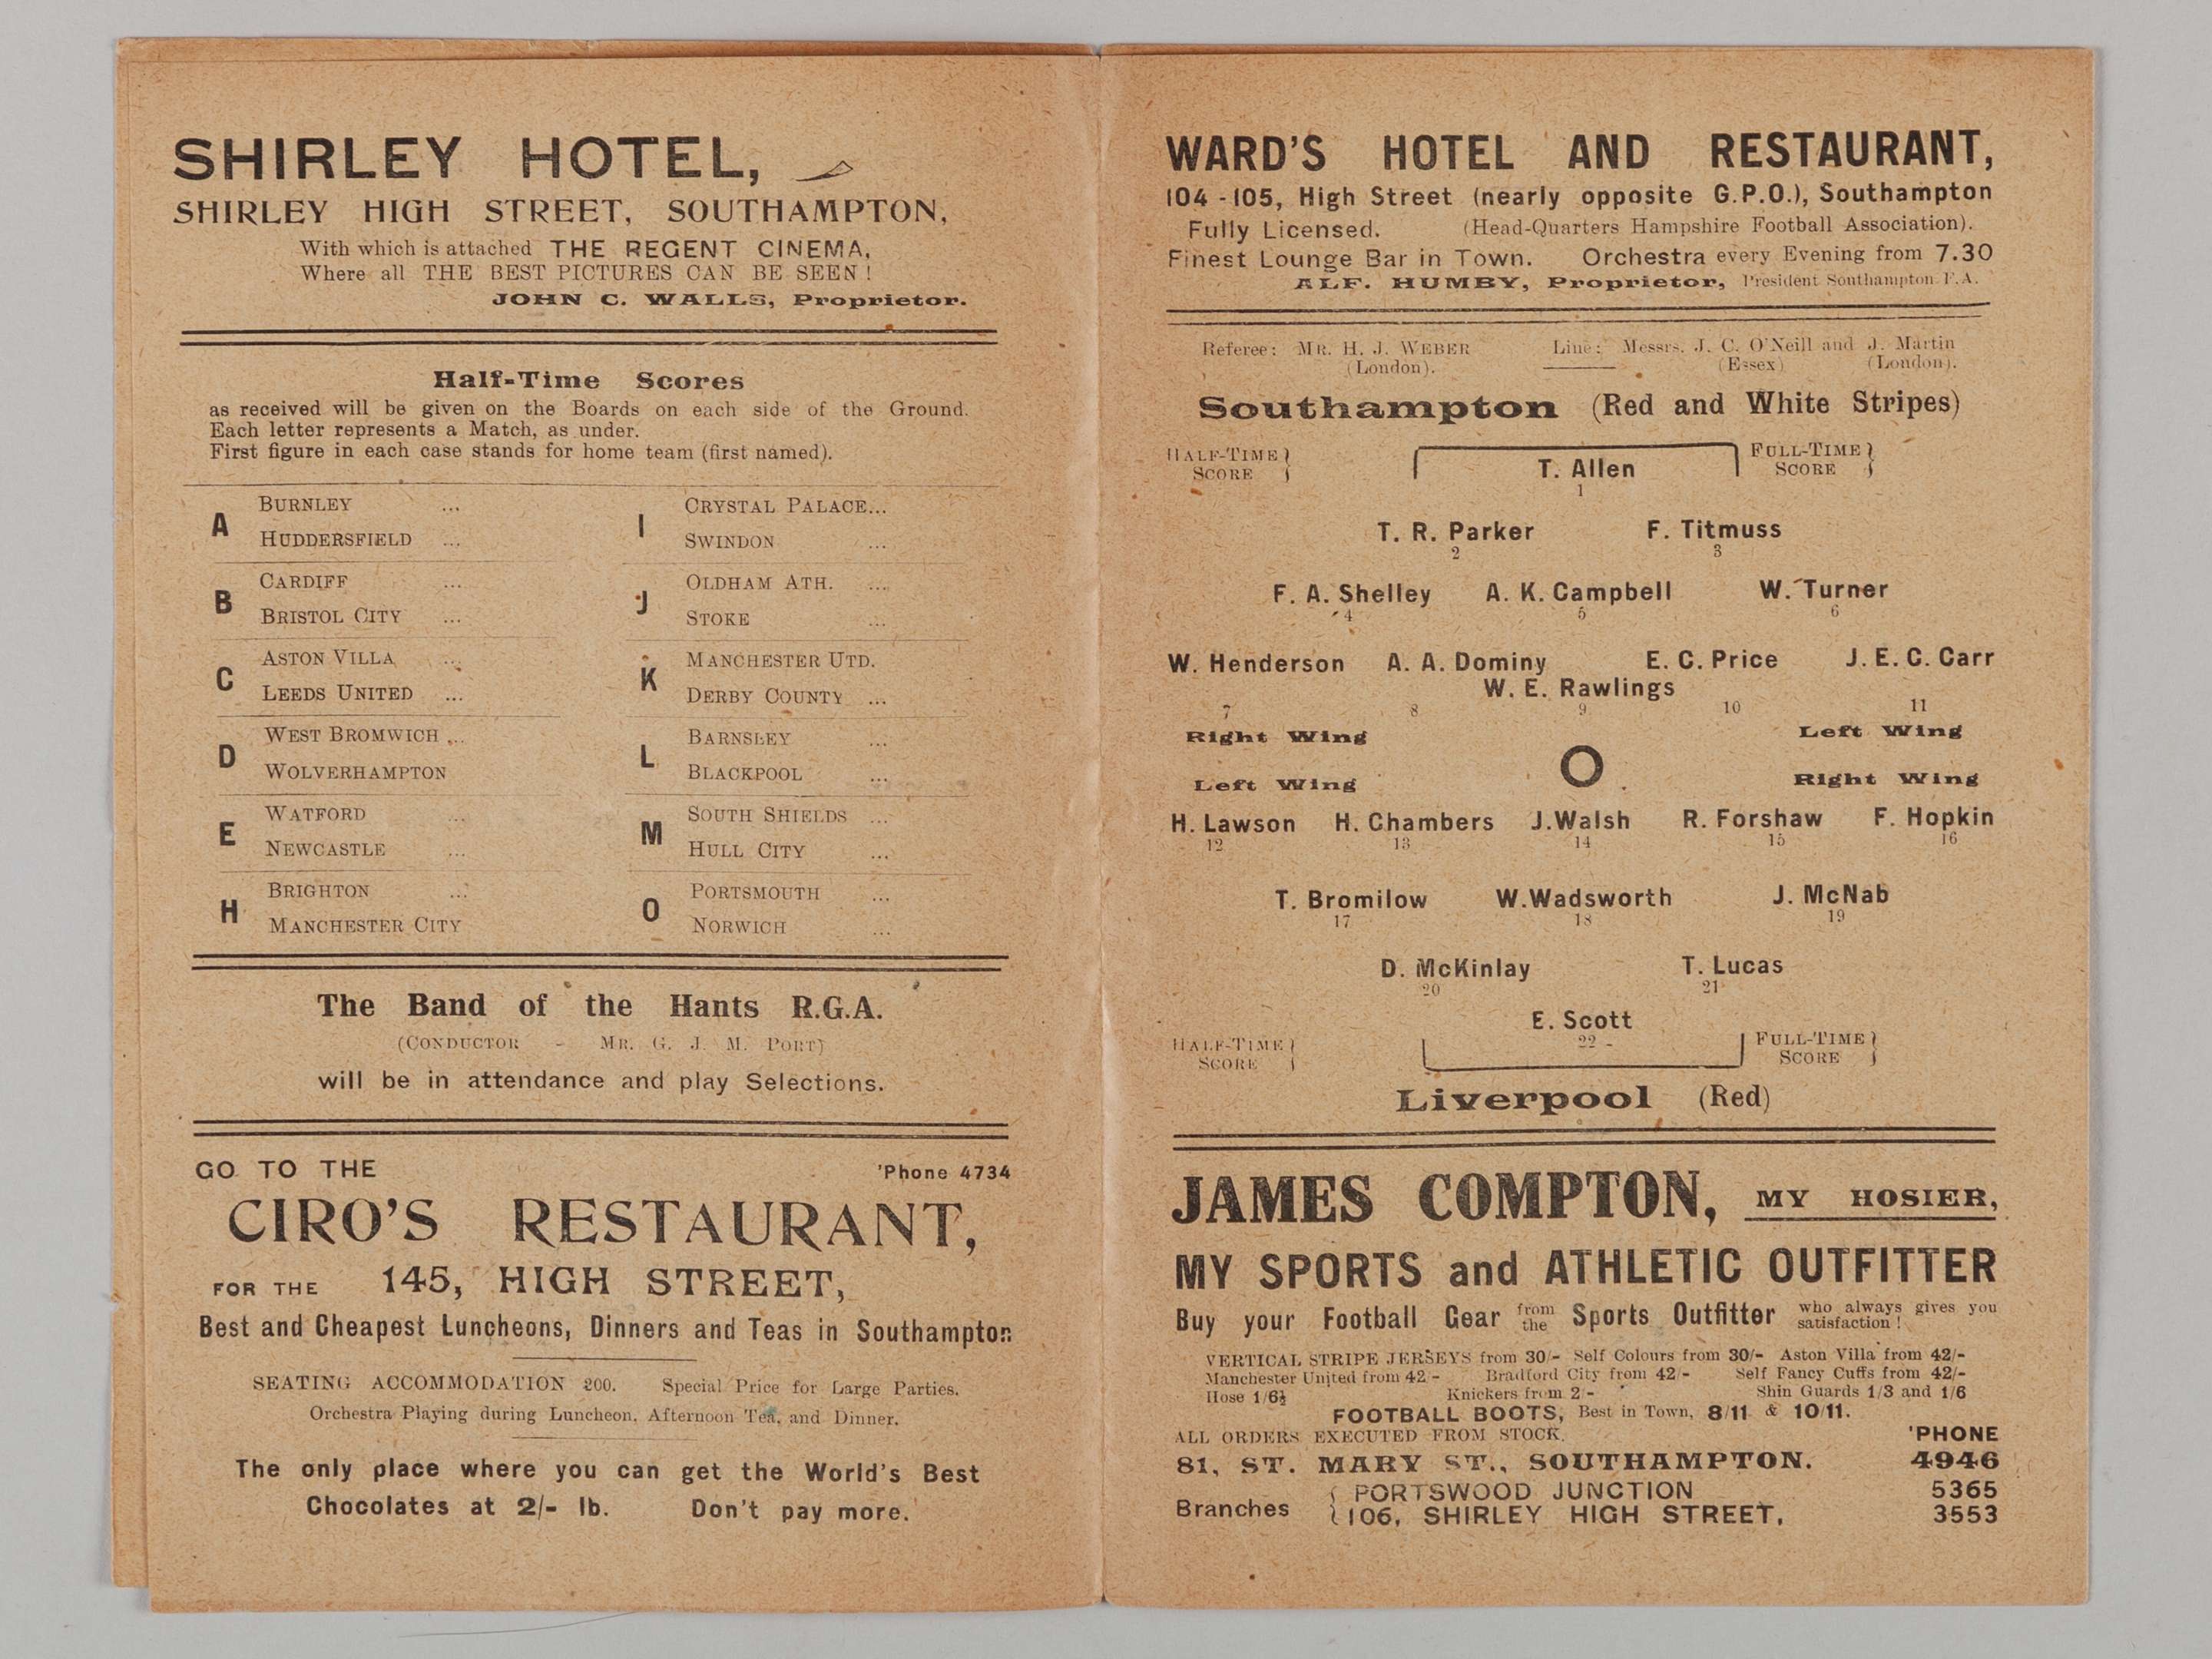 SHIRLEY HOTEL,
SHIRLEY HIGH STREET, SOUTHAMPTON,
With which is attached THE REGENT CINEMA,
Where all THE BEST PICTURES CAN BE SEEN!
JOHN C. WALLS, Proprietor.
Half-Time Scores
as received will be given on the Boards on each side of the Ground.
Each letter represents a Match, as under.
First figure in each case stands for home team (first named).
A BURNLEY ...
HUDDERSFIELD ...
B CARDIFF ...
BRISTOL CITY ...
C ASTON VILLA ...
LEEDS UNITED ...
D WEST BROMWICH ...
WOLVERHAMPTON
E WATFORD ...
NEWCASTLE ...
H BRIGHTON ...
MANCHESTER CITY
I CRYSTAL PALACE...
SWINDON ...
J OLDHAM ATH. ...
STOKE ...
K MANCHESTER UTD.
DERBY COUNTY ...
L BARNSLEY ...
BLACKPOOL ...
M SOUTH SHIELDS ...
HULL CITY ...
O PORTSMOUTH ...
NORWICH ...
The Band of the Hants R.G.A.
(CONDUCTOR - MR. G. J. M. PORT)
will be in attendance and play Selections.
GO TO THE 'Phone 4734
CIRO'S RESTAURANT,
FOR THE 145, HIGH STREET,
Best and Cheapest Luncheons, Dinners and Teas in Southampton
SEATING ACCOMMODATION 200. Special Price for Large Parties.
Orchestra Playing during Luncheon, Afternoon Tea, and Dinner.
The only place where you can get the World's Best
Chocolates at 2/- lb. Don't pay more.
WARD'S HOTEL AND RESTAURANT,
104-105, High Street (nearly opposite G.P.O.), Southampton
Fully Licensed. (Head-Quarters Hampshire Football Association).
Finest Lounge Bar in Town. Orchestra every Evening from 7.30
ALF. HUMBY, Proprietor, President Southampton F.A.
Referee: MR. H. J. WEBER Line: Messrs. J. C. O'Neill and J. Martin
(London). (Essex) (London).
Southampton (Red and White Stripes)
HALF-TIME } FULL-TIME }
SCORE } SCORE }
T. Allen
1
T. R. Parker F. Titmuss
2 3
F. A. Shelley A. K. Campbell W. Turner
4 5 6
W. Henderson A. A. Dominy E. C. Price J. E. C. Carr
W. E. Rawlings
7 8 9 10 11
Right Wing Left Wing
O
Left Wing Right Wing
H. Lawson H. Chambers J.Walsh R. Forshaw F. Hopkin
12 13 14 15 16
T. Bromilow W.Wadsworth J. McNab
17 18 19
D. McKinlay T. Lucas
20 21
E. Scott
22
HALF-TIME } FULL-TIME }
SCORE } SCORE }
Liverpool (Red)
JAMES COMPTON, MY HOSIER,
MY SPORTS and ATHLETIC OUTFITTER
Buy your Football Gear from the Sports Outfitter who always gives you satisfaction!
VERTICAL STRIPE JERSEYS from 30/- Self Colours from 30/- Aston Villa from 42/-
Manchester United from 42/- Bradford City from 42/- Self Fancy Cuffs from 42/-
Hose 1/6½ Knickers from 2/- Shin Guards 1/3 and 1/6
FOOTBALL BOOTS, Best in Town, 8/11 & 10/11.
ALL ORDERS EXECUTED FROM STOCK. 'PHONE
81, ST. MARY ST., SOUTHAMPTON. 4946
Branches { PORTSWOOD JUNCTION 5365
106, SHIRLEY HIGH STREET, 3553